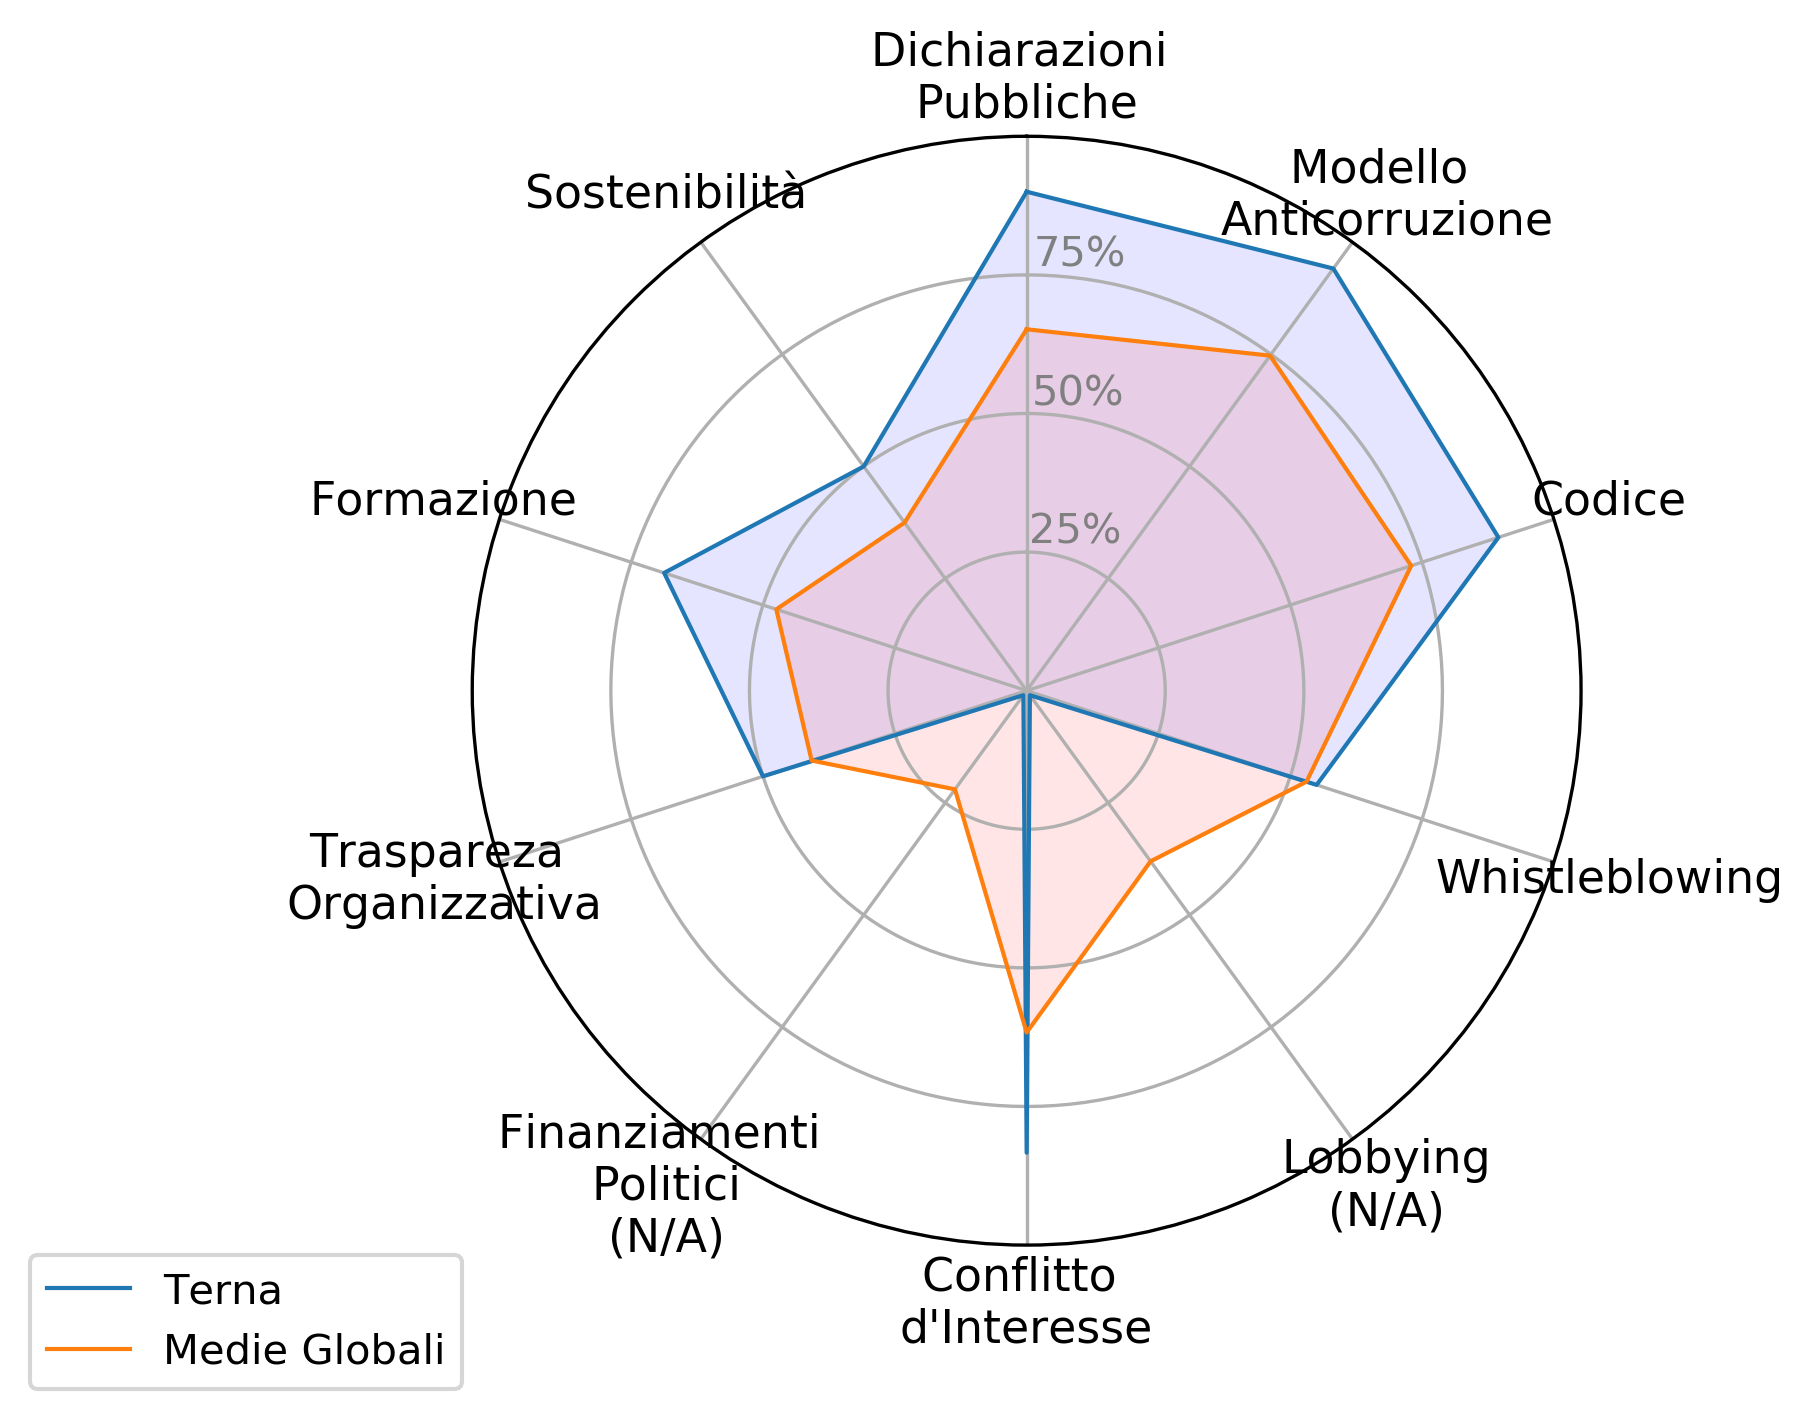 Dichiarazioni
Pubbliche
Modello
Anticorruzione
Sostenibilità
75%
50%
25%
Formazione
Codice
Traspareza
Organizzativa
Whistleblowing
Finanziamenti
Politici
(N/A)
Lobbying
(N/A)
Conflitto
d'Interesse
Terna
Medie Globali